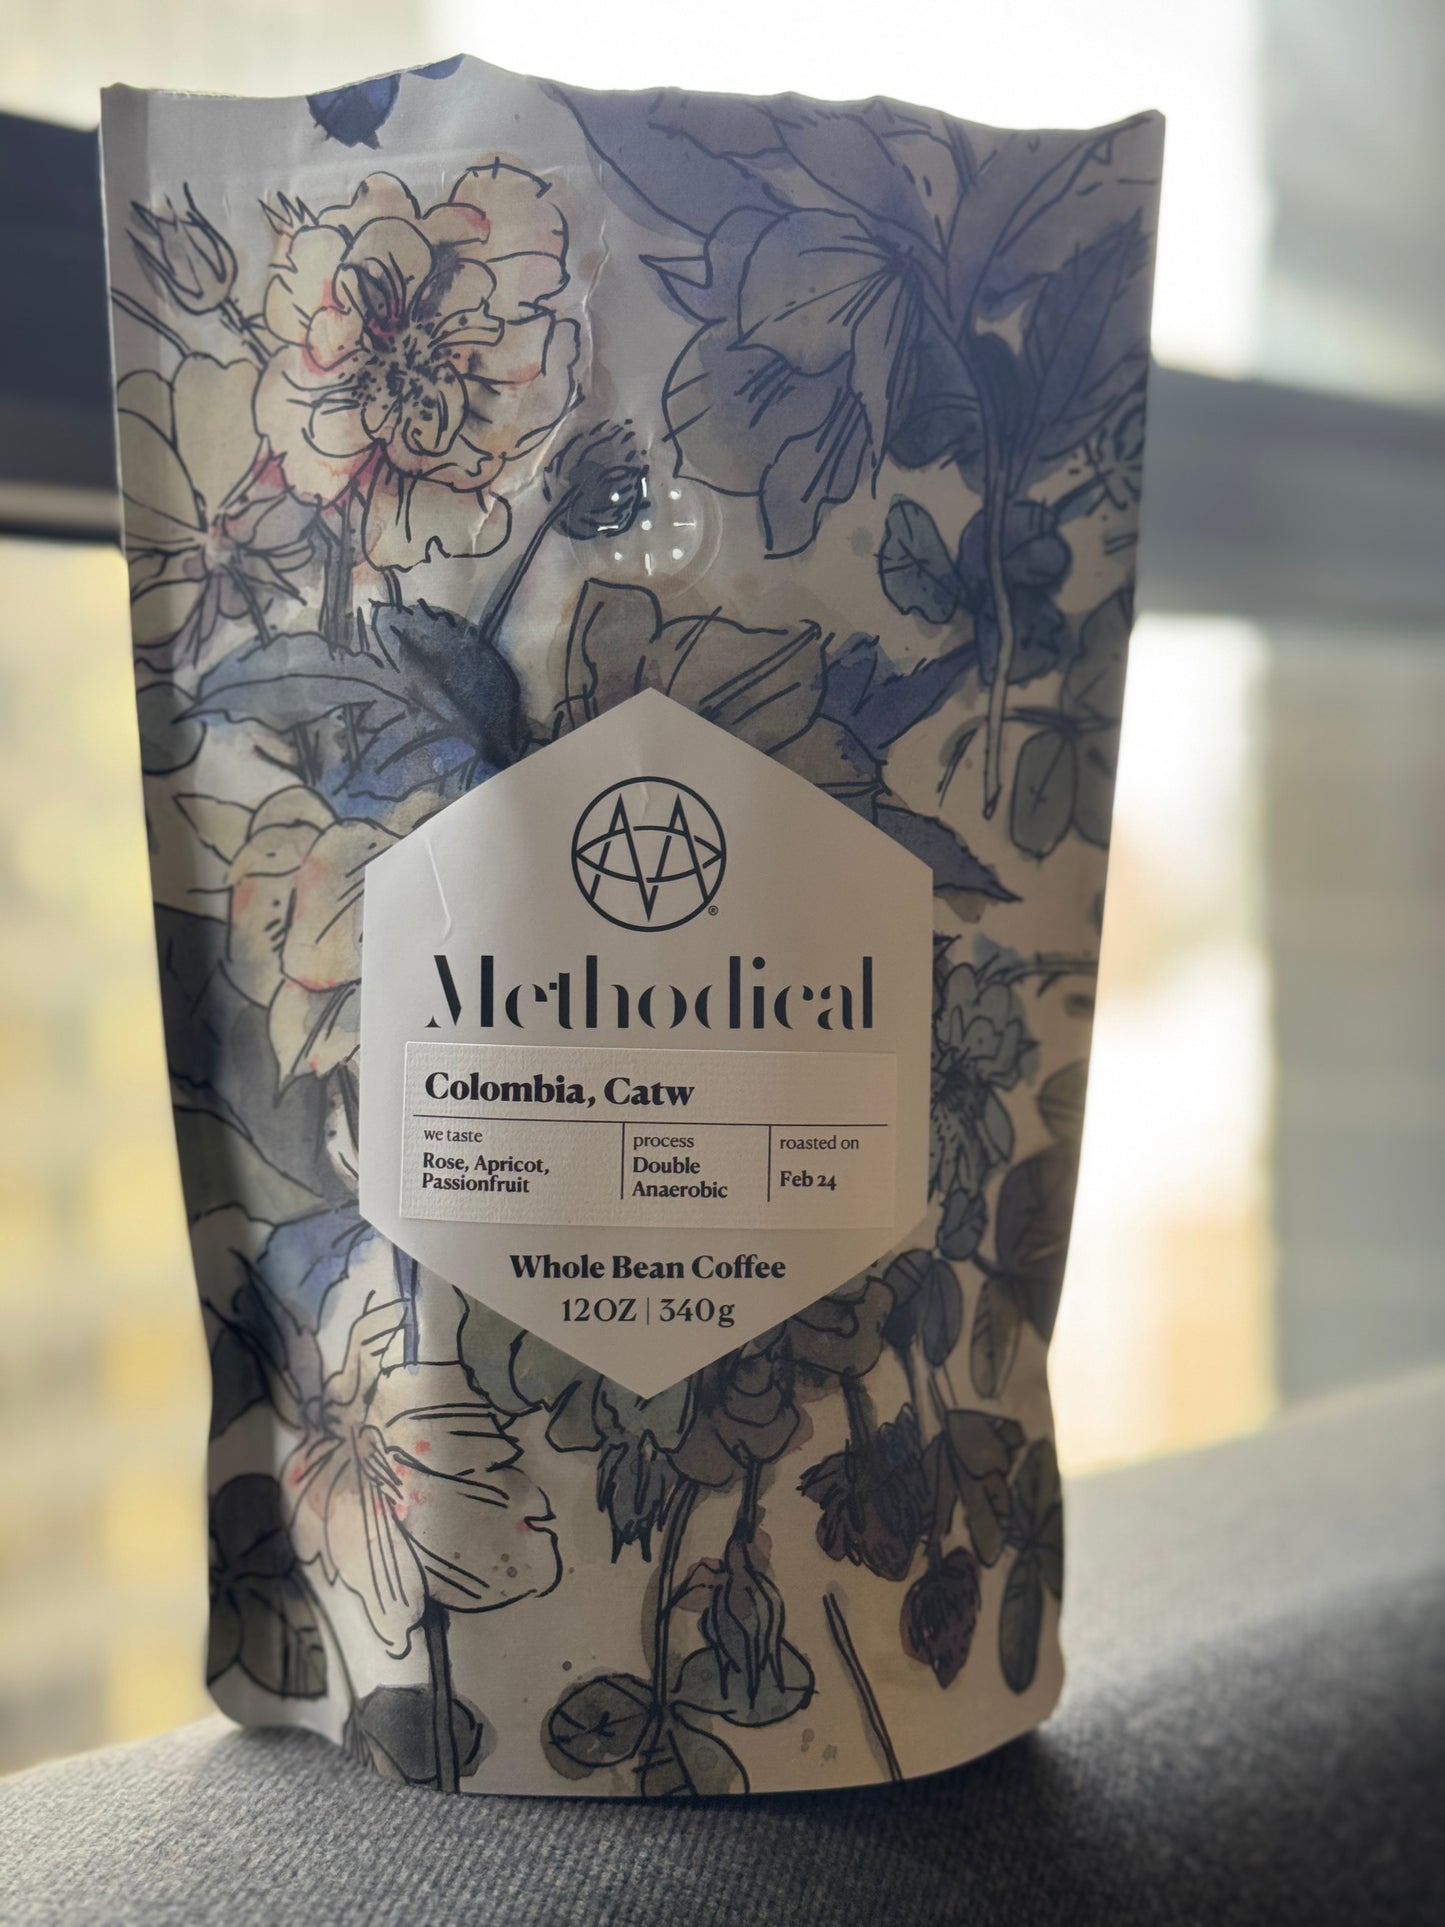 ®
Methodical
Colombia, Catw
we taste
Rose, Apricot,
Passionfruit
process
Double
Anaerobic
roasted on
Feb 24
Whole Bean Coffee
12OZ | 340g